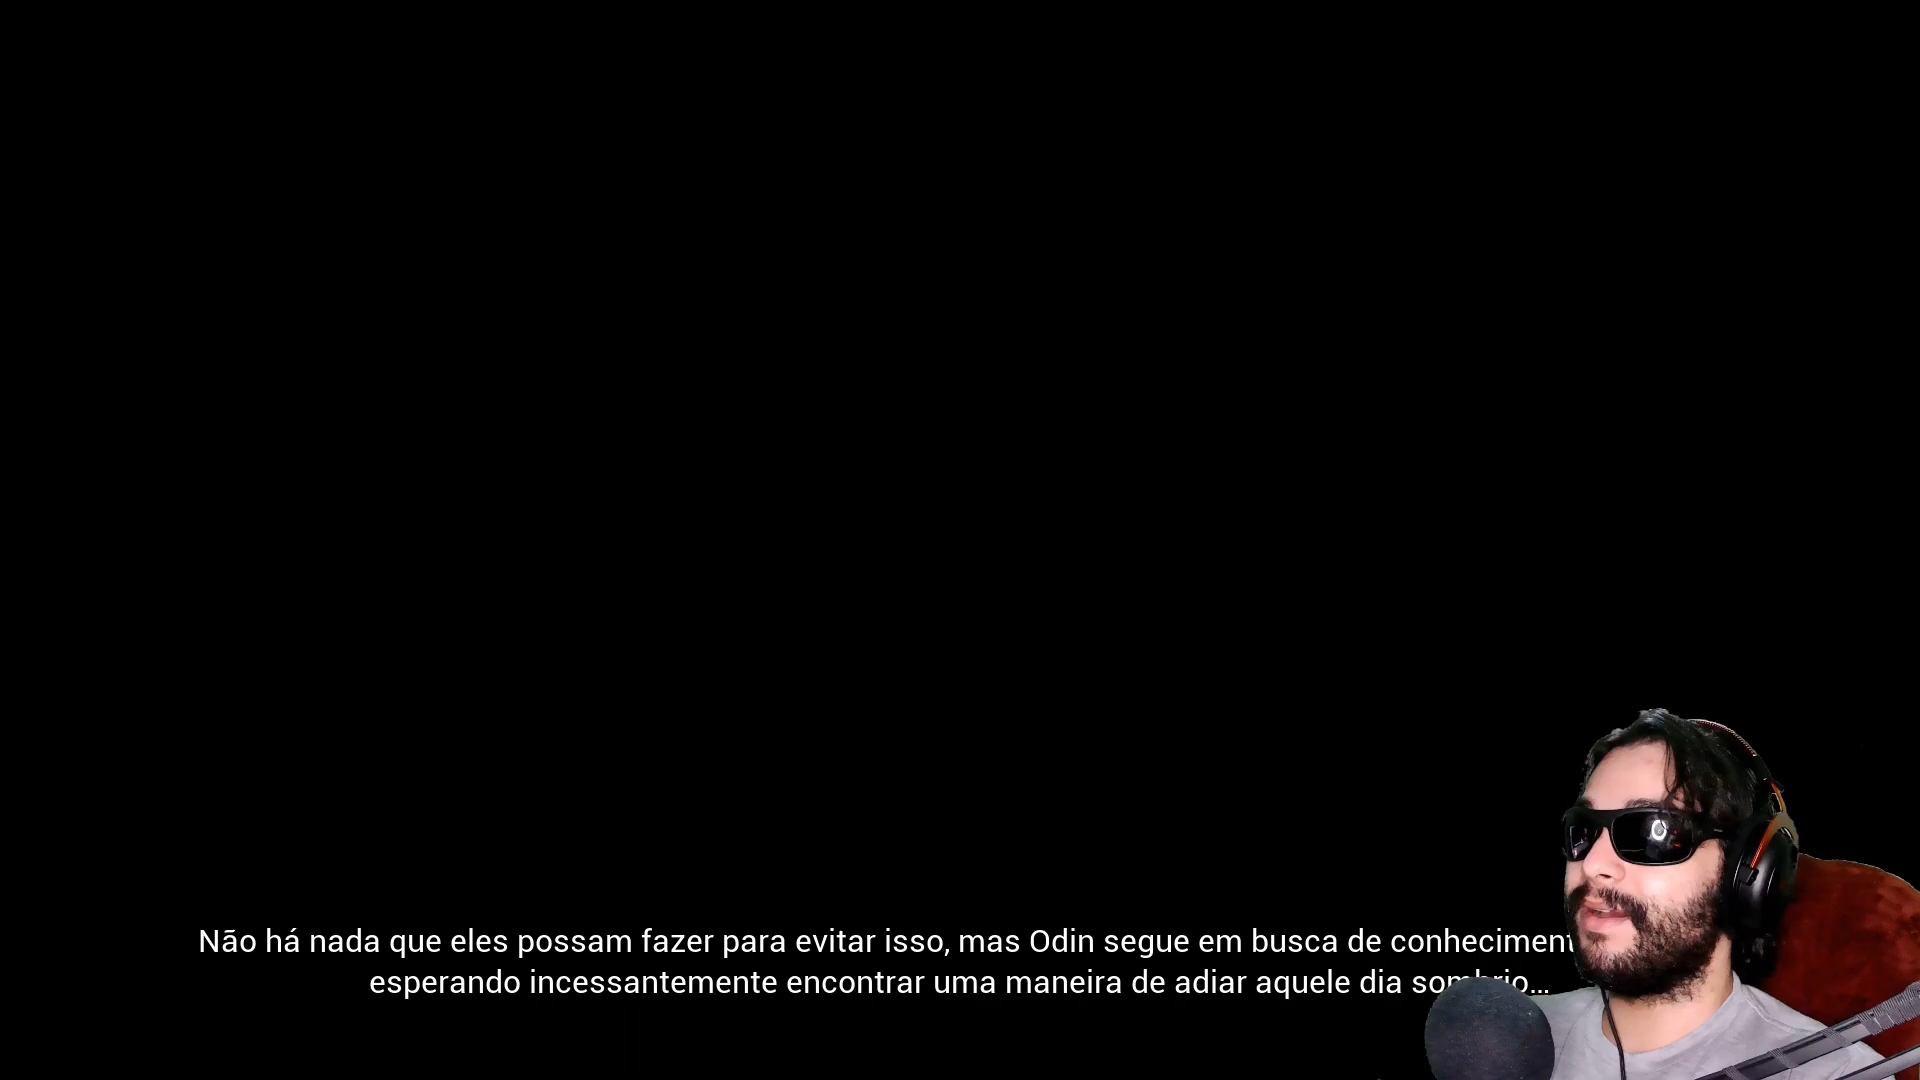 Não há nada que eles possam fazer para evitar isso, mas Odin segue em busca de
esperando incessantemente encontrar uma maneira de adiar aquele dia